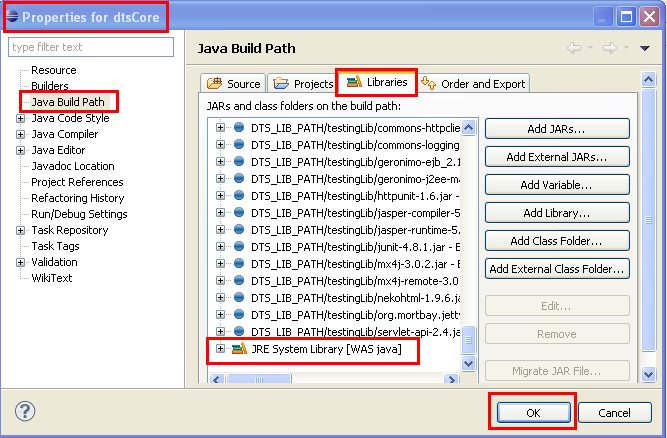 Properties for dtsCore
type filter text
Resource
Builders
Java Build Path
Java Code Style
Java Compiler
Java Editor
Javadoc Location
Project References
Refactoring History
Run/Debug Settings
Task Repository
Task Tags
Validation
WikiText
Java Build Path
Source
Projects
Libraries
Order and Export
JARs and class folders on the build path:
DTS_LIB_PATH/testingLib/commons-httpclie
DTS_LIB_PATH/testingLib/commons-logging
DTS_LIB_PATH/testingLib/geronimo-ejb_2.1
DTS_LIB_PATH/testingLib/geronimo-j2ee-ma
DTS_LIB_PATH/testingLib/httpunit-1.6.jar -
DTS_LIB_PATH/testingLib/jasper-compiler-5
DTS_LIB_PATH/testingLib/jasper-runtime-5.
DTS_LIB_PATH/testingLib/junit-4.8.1.jar - E
DTS_LIB_PATH/testingLib/mx4j-3.0.2.jar -
DTS_LIB_PATH/testingLib/mx4j-remote-3.0
DTS_LIB_PATH/testingLib/nekohtml-1.9.6.j
DTS_LIB_PATH/testingLib/org.mortbay.jett
DTS_LIB_PATH/testingLib/servlet-api-2.4.ja
JRE System Library [WAS java]
Add JARs...
Add External JARs...
Add Variable...
Add Library...
Add Class Folder...
Add External Class Folder...
Edit...
Remove
Migrate JAR File...
?
OK
Cancel